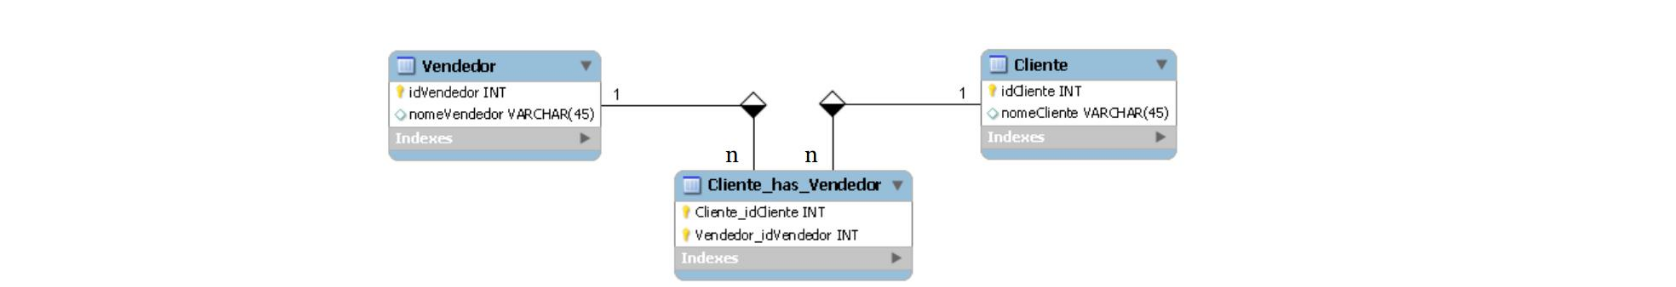 Vendedor
idVendedor INT
nomeVendedor VARCHAR(45)
Indexes
1
n
n
1
Cliente
idCliente INT
nomeCliente VARCHAR(45)
Indexes
Cliente_has_Vendedor
Cliente_idCliente INT
Vendedor_idVendedor INT
Indexes